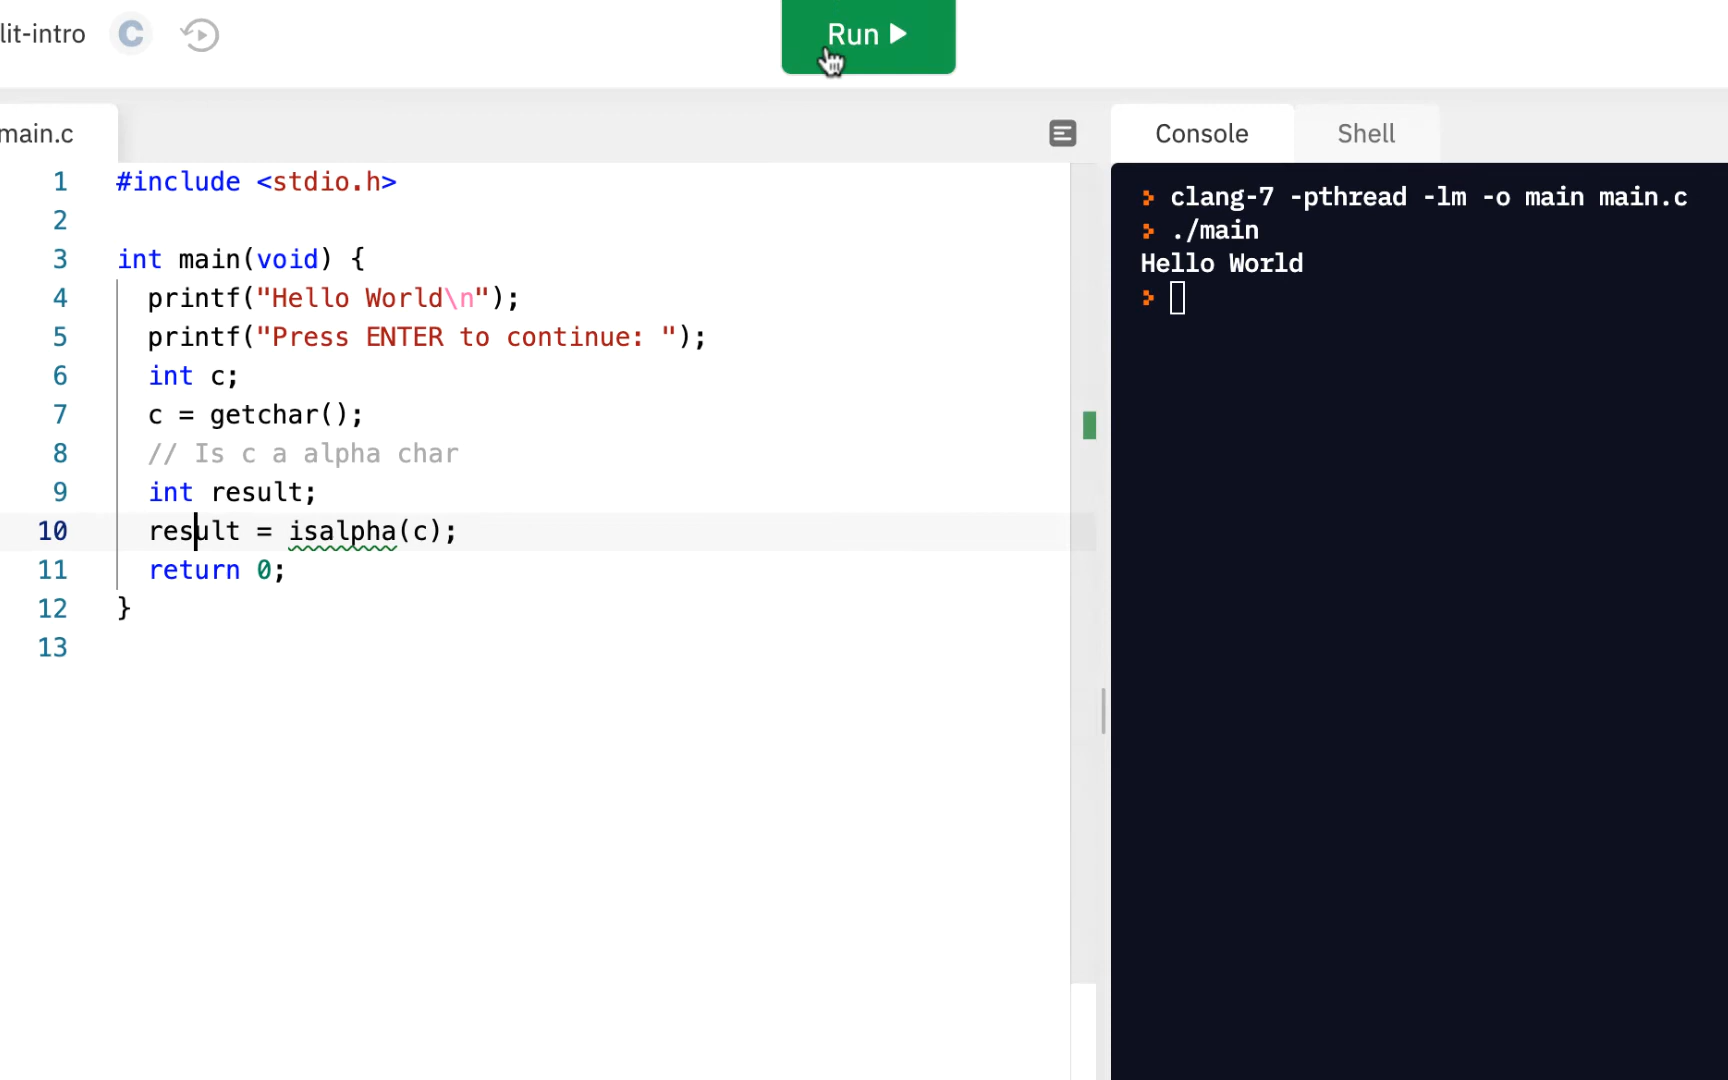 lit-intro C Run
main.c
Console Shell
1 #include <stdio.h>
2
3 int main(void) {
4 printf("Hello World\n");
5 printf("Press ENTER to continue: ");
6 int c;
7 c = getchar();
8 // Is c a alpha char
9 int result;
10 result = isalpha(c);
11 return 0;
12 }
13
clang-7 -pthread -lm -o main main.c
./main
Hello World